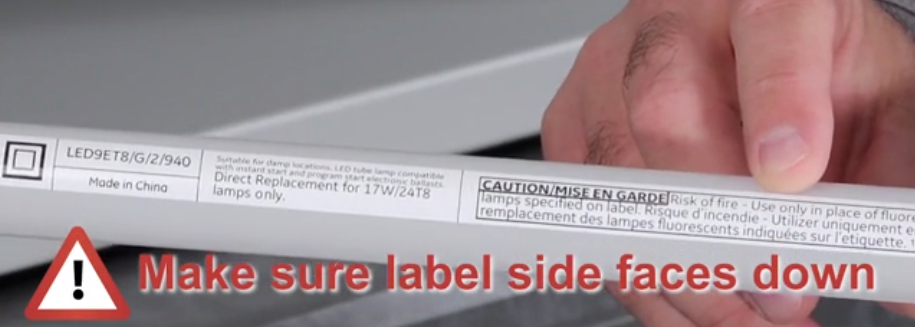 LED9ET8/G/2/940
Made in China
Suitable for damp locations. LED tube lamp compatible
with instant start and program start electronic ballasts.
Direct Replacement for 17W/24T8
lamps only.
CAUTION/MISE EN GARDE Risk of fire - Use only in place of fluor
lamps specified on label. Risque d'incendie - Utiliser uniquement e
remplacement des lampes fluorescents indiquées sur l'etiquette.
! Make sure label side faces down